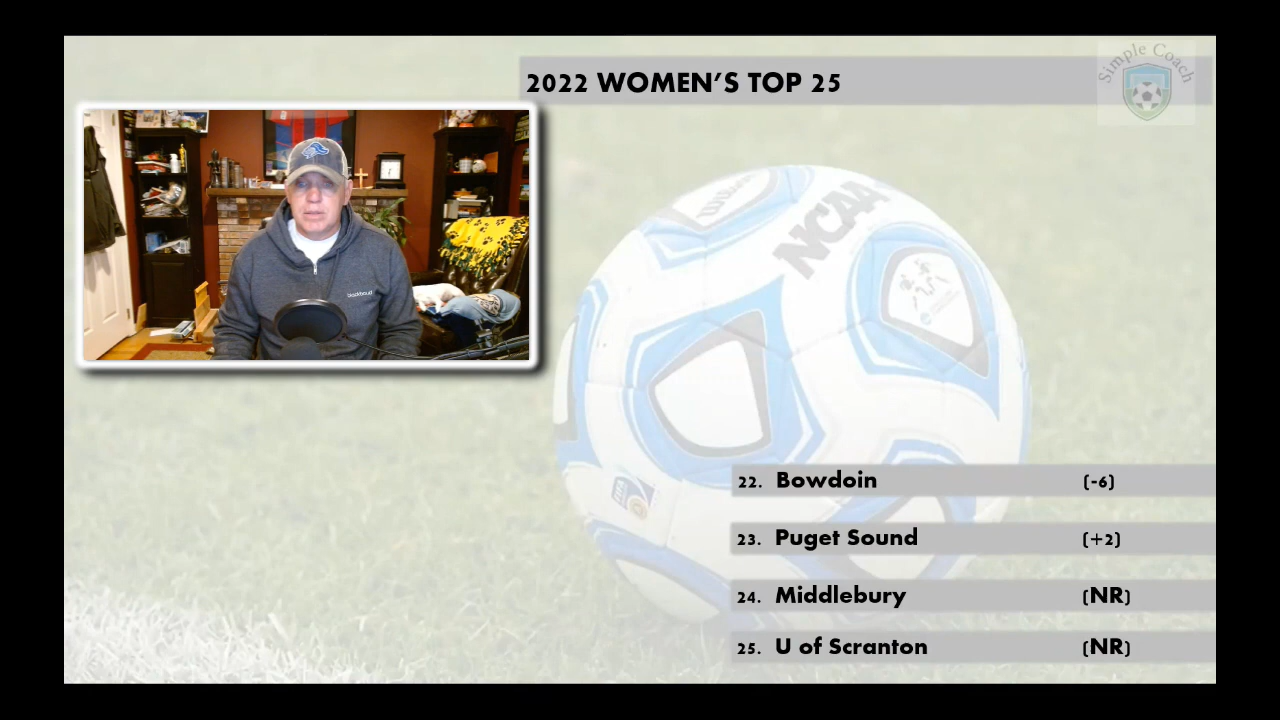 2022 WOMEN'S TOP 25
Simple Coach
NCAA
22. Bowdoin (-6)
23. Puget Sound (+2)
24. Middlebury (NR)
25. U of Scranton (NR)